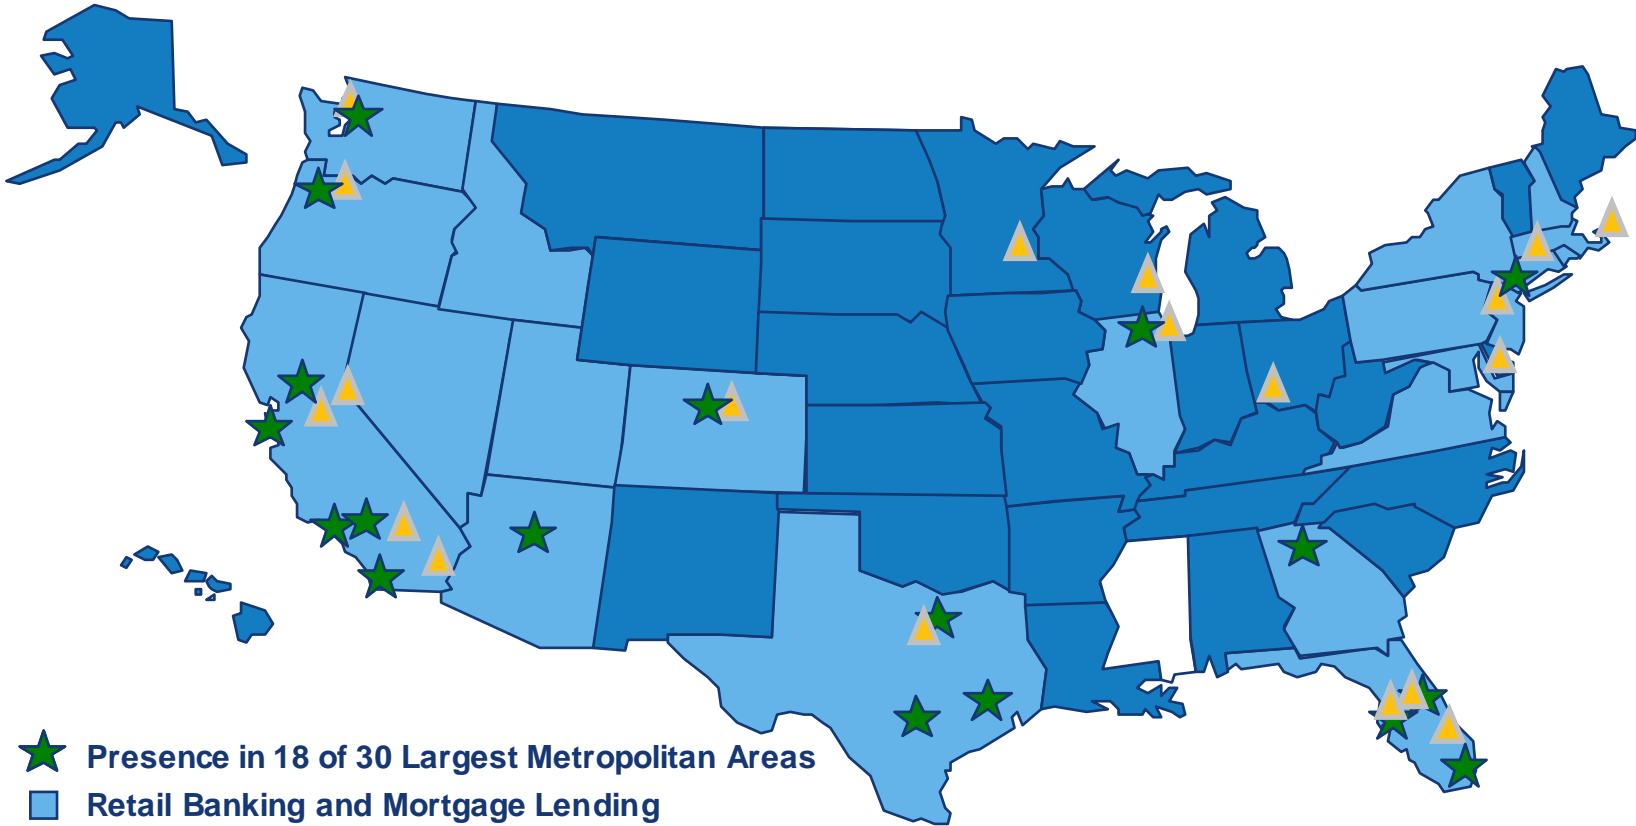 Presence in 18 of 30 Largest Metropolitan Areas
Retail Banking and Mortgage Lending